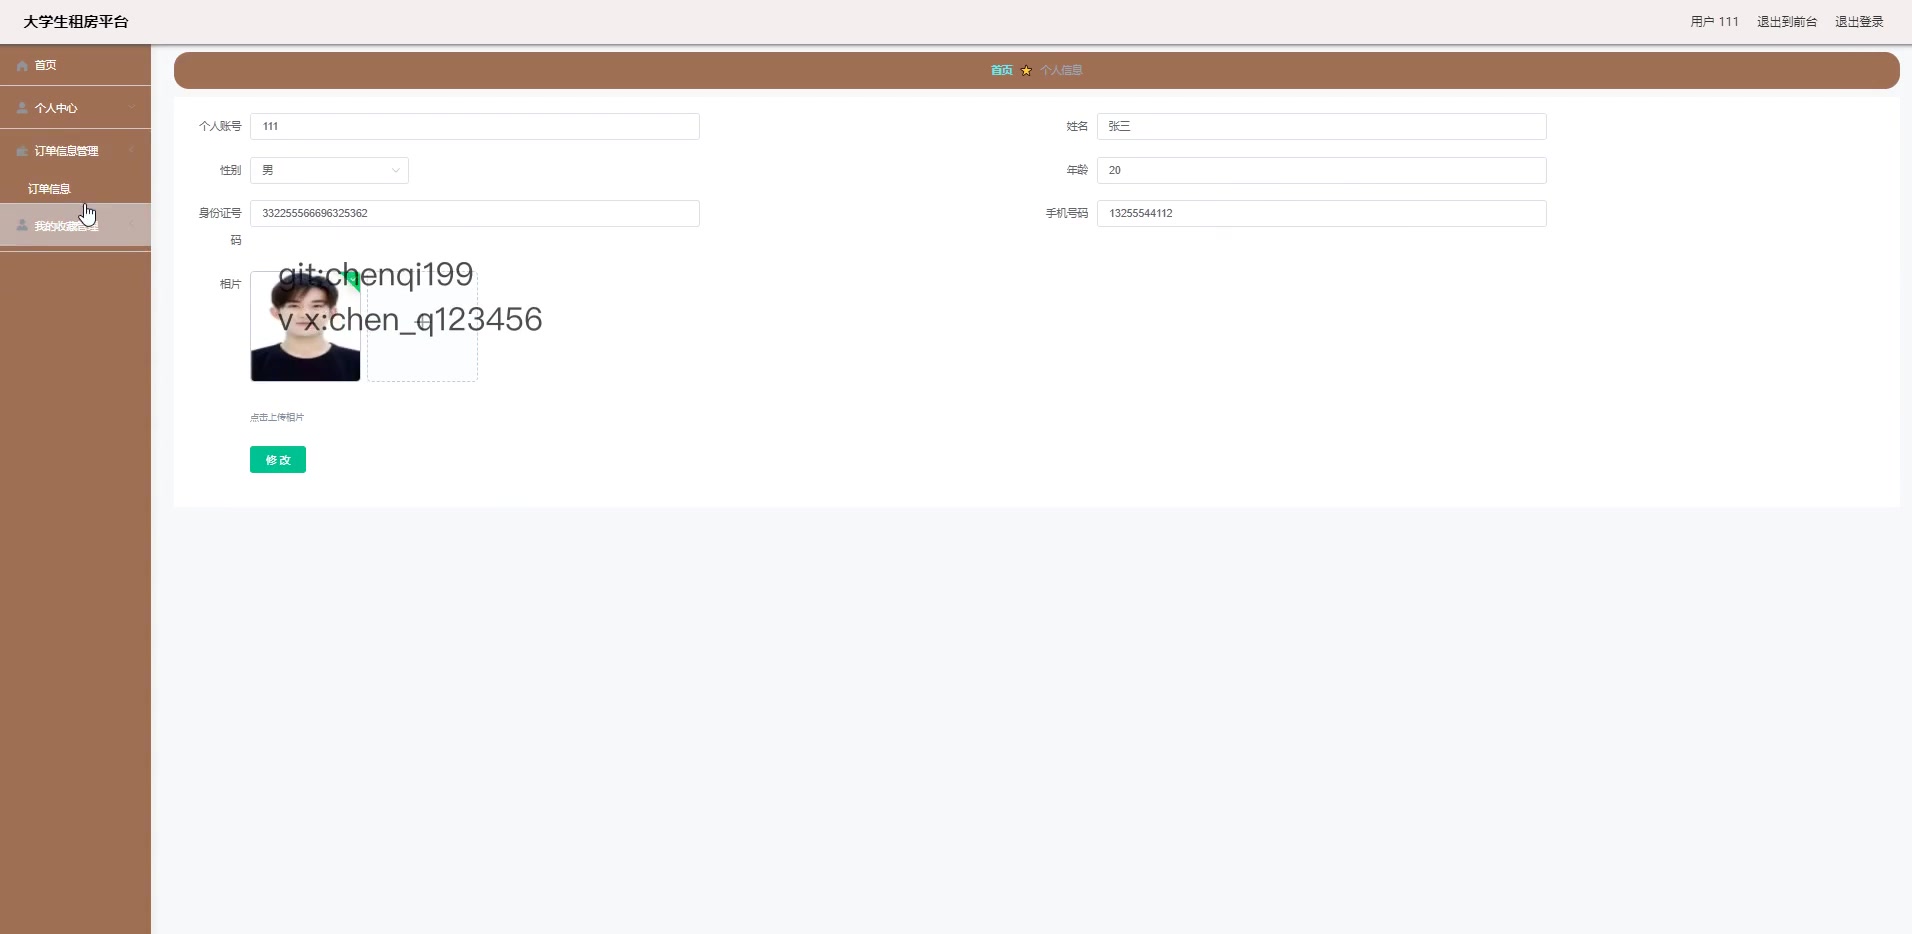 大学生租房平台
用户 111 退出到前台 退出登录
首页
个人中心
订单信息管理
订单信息
我的收藏管理
首页 个人信息
个人账号 111
姓名 张三
性别 男
年龄 20
身份证号码 332255566696325362
手机号码 13255544112
相片
git:chenqi199
v x:chen_q123456
点击上传相片
修改